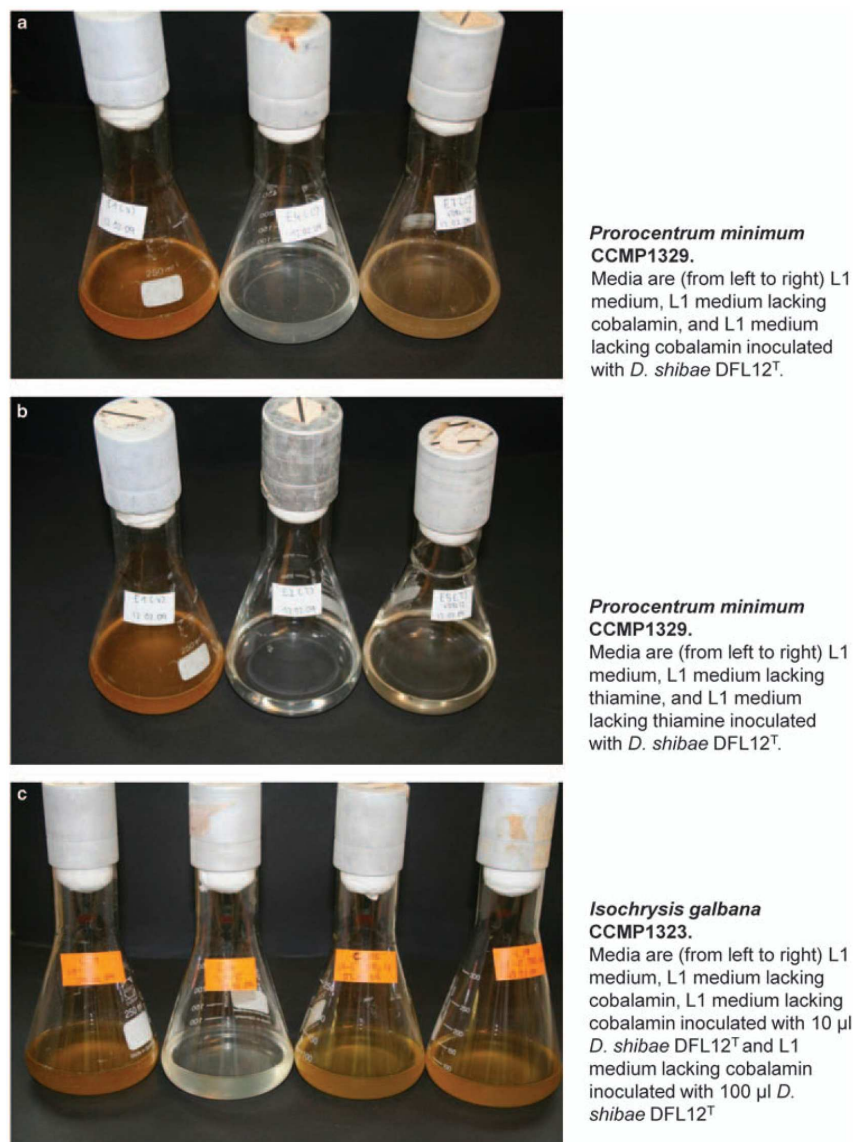 a
Prorocentrum minimum
CCMP1329.
Media are (from left to right) L1
medium, L1 medium lacking
cobalamin, and L1 medium
lacking cobalamin inoculated
with D. shibae DFL12ᵀ.
b
Prorocentrum minimum
CCMP1329.
Media are (from left to right) L1
medium, L1 medium lacking
thiamine, and L1 medium
lacking thiamine inoculated
with D. shibae DFL12ᵀ.
c
Isochrysis galbana
CCMP1323.
Media are (from left to right) L1
medium, L1 medium lacking
cobalamin, L1 medium lacking
cobalamin inoculated with 10 µl
D. shibae DFL12ᵀ and L1
medium lacking cobalamin
inoculated with 100 µl D.
shibae DFL12ᵀ